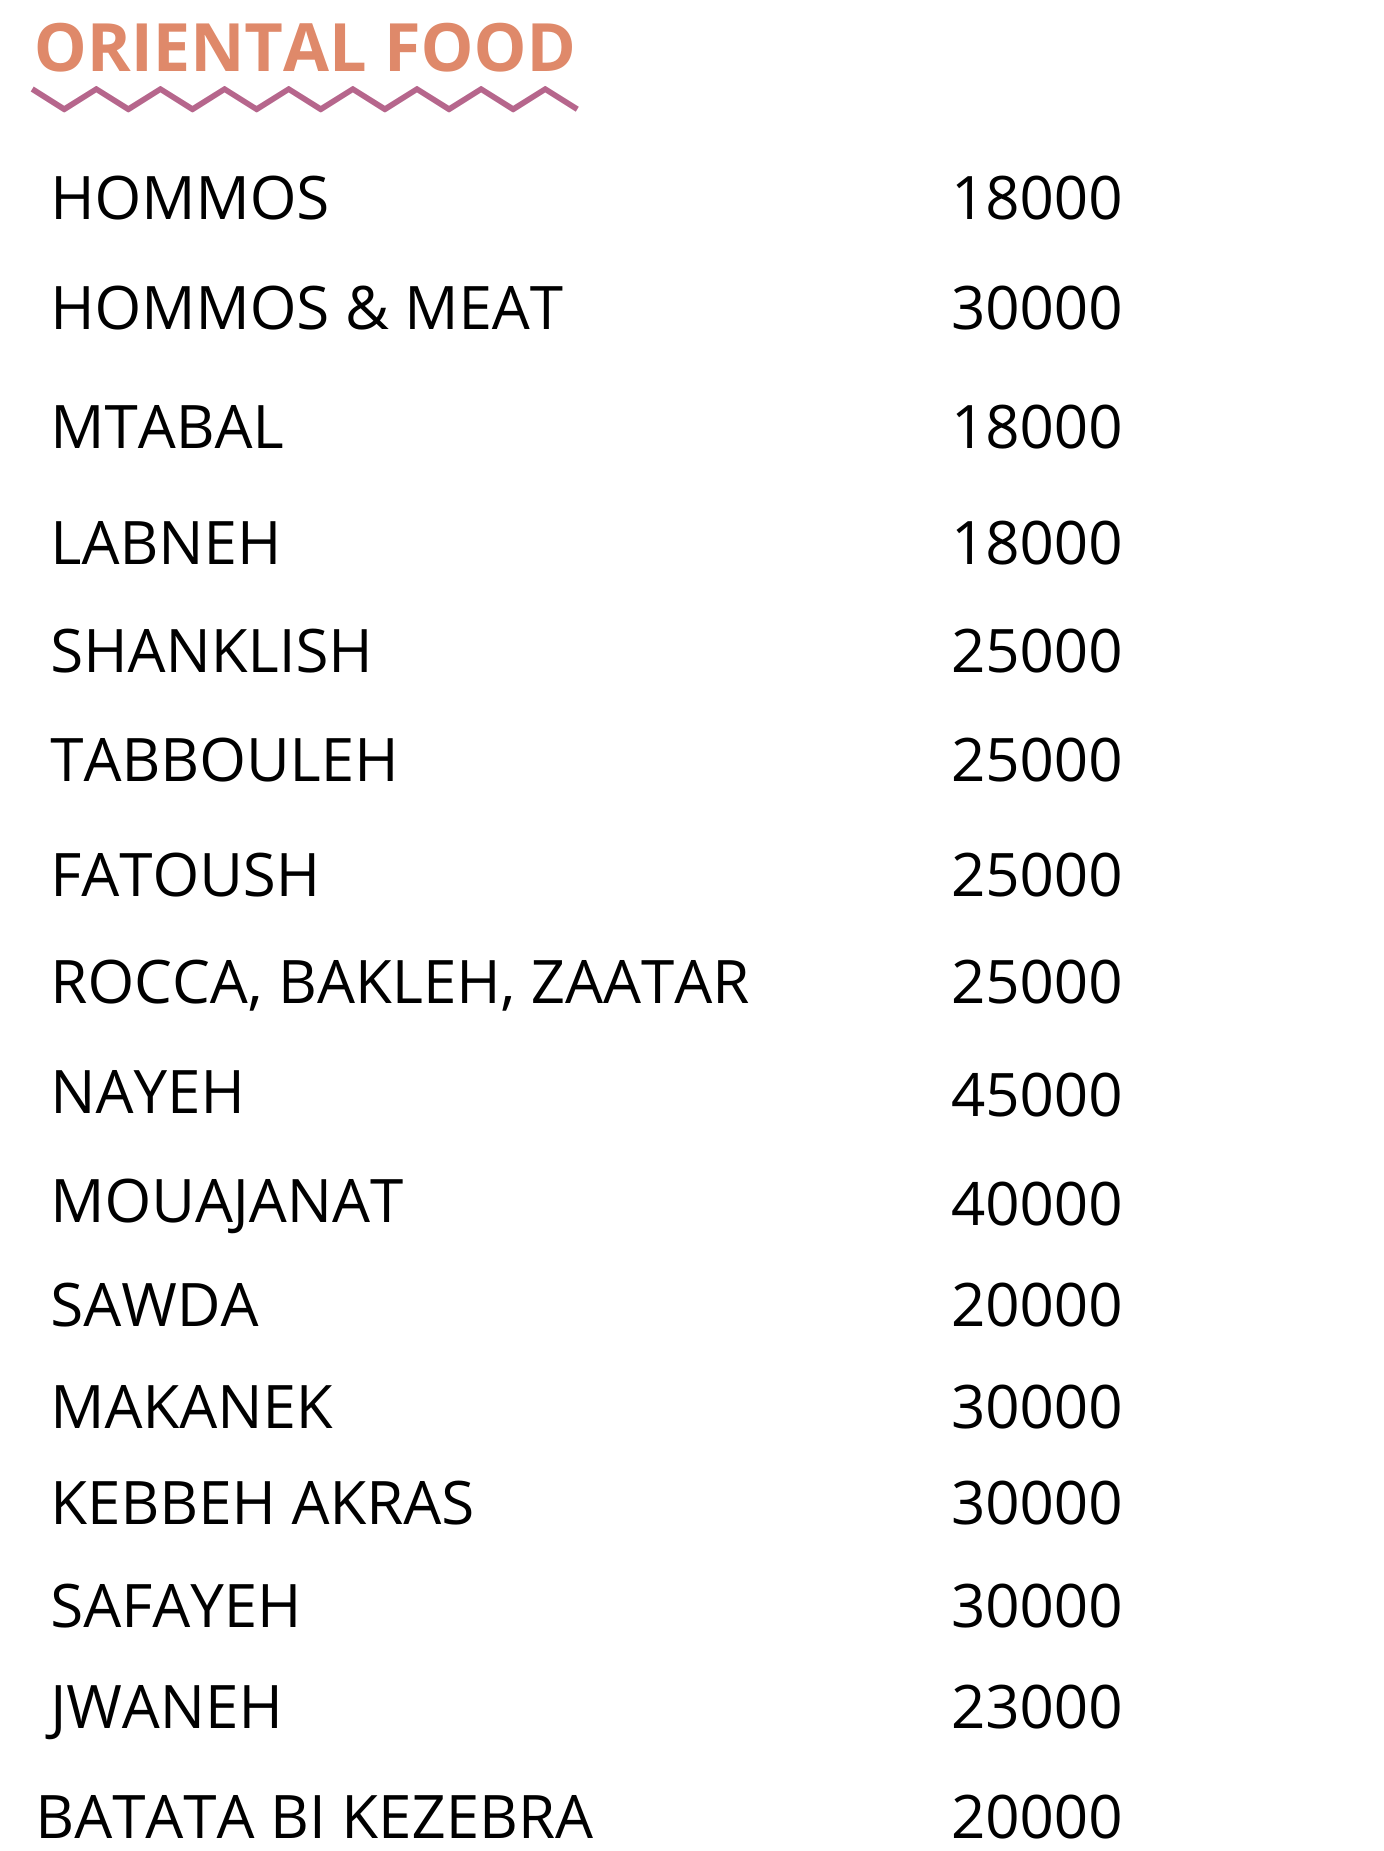 ORIENTAL FOOD
HOMMOS 18000
HOMMOS & MEAT 30000
MTABAL 18000
LABNEH 18000
SHANKLISH 25000
TABBOULEH 25000
FATOUSH 25000
ROCCA, BAKLEH, ZAATAR 25000
NAYEH 45000
MOUAJANAT 40000
SAWDA 20000
MAKANEK 30000
KEBBEH AKRAS 30000
SAFAYEH 30000
JWANEH 23000
BATATA BI KEZEBRA 20000